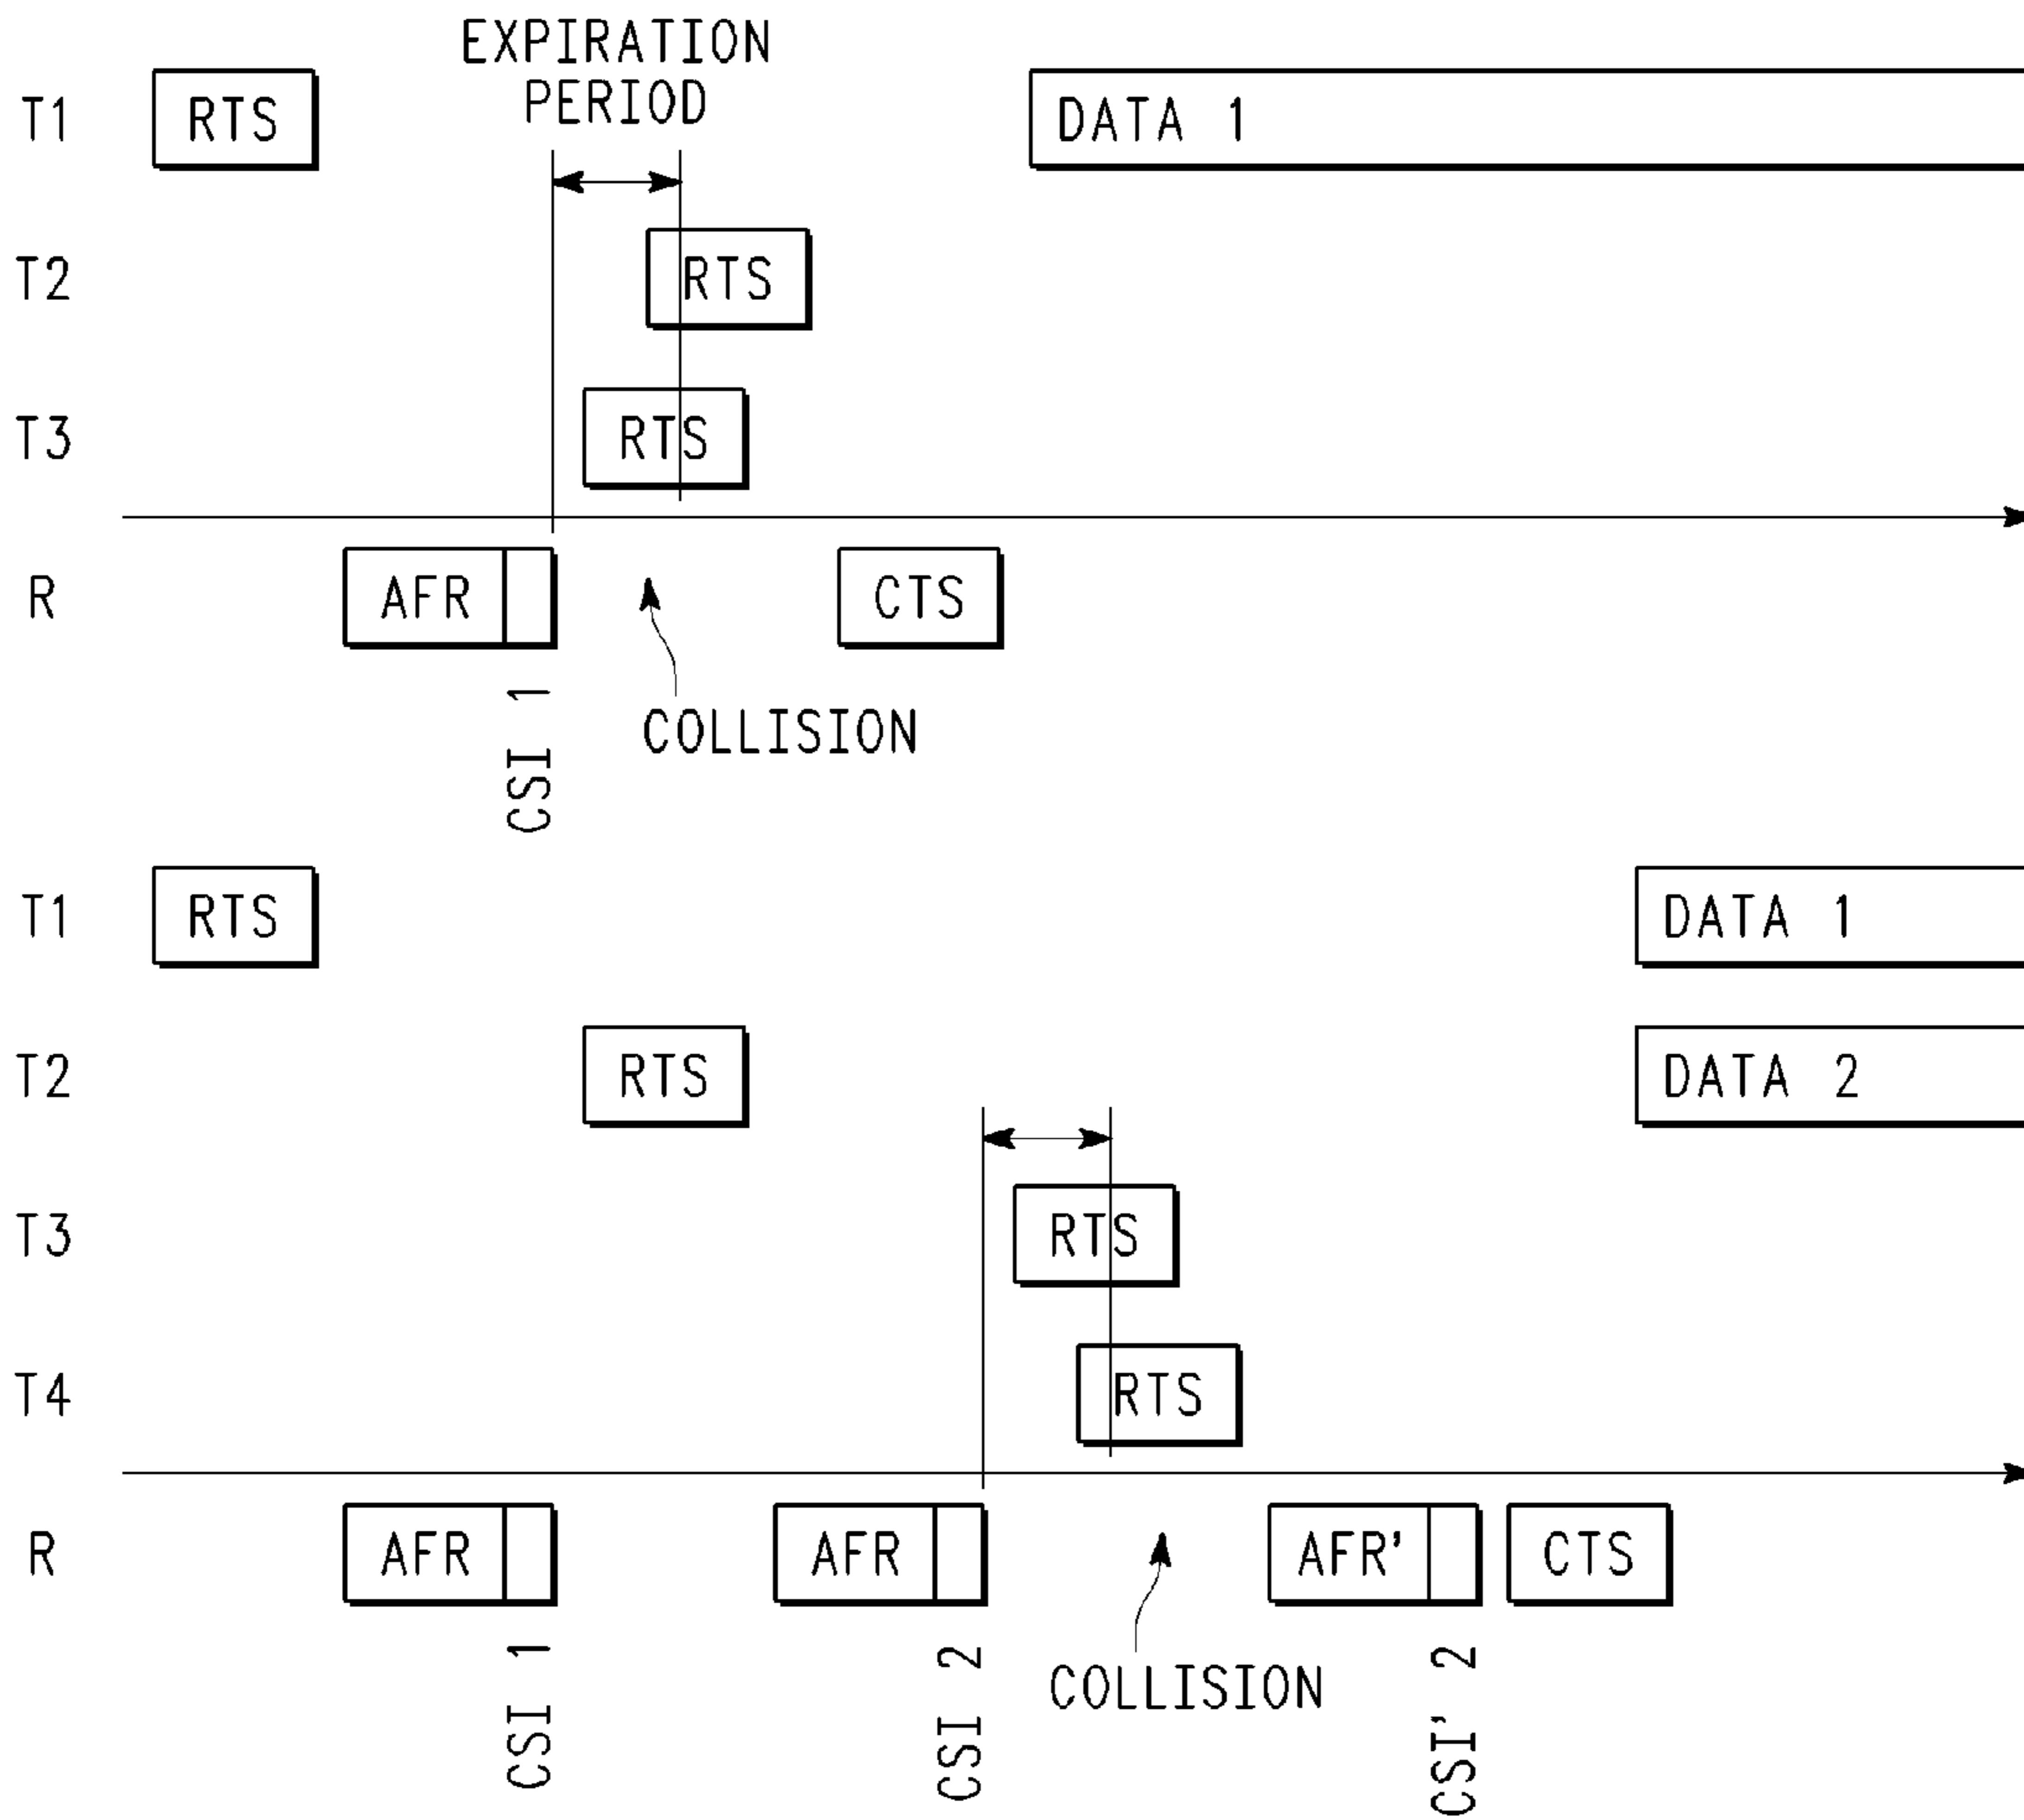 EXPIRATION
PERIOD
T1 RTS DATA 1
T2 RTS
T3 RTS
R AFR CTS
CSI 1
COLLISION
T1 RTS DATA 1
T2 RTS DATA 2
T3 RTS
T4 RTS
R AFR AFR AFR' CTS
CSI 1
CSI 2
COLLISION
CSI' 2